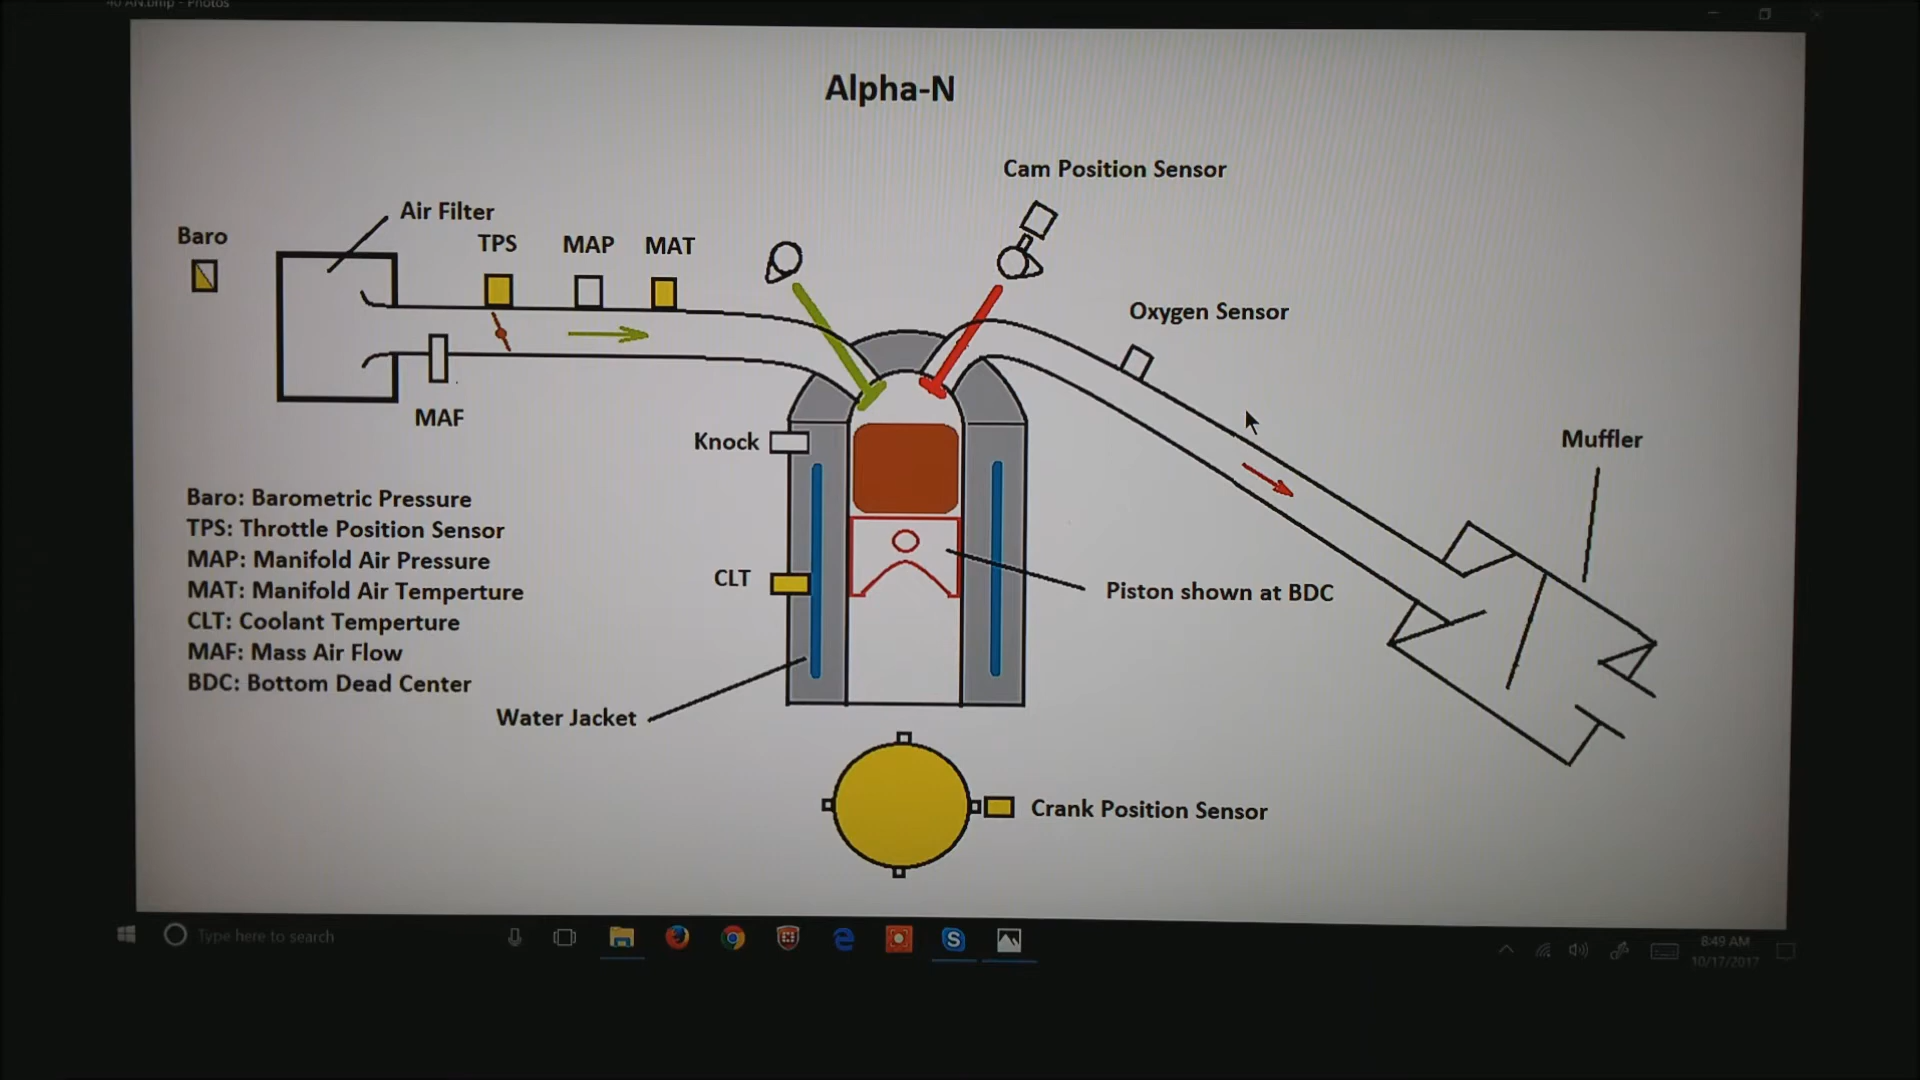 Photos
Alpha-N
Cam Position Sensor
Air Filter
Baro
TPS
MAP
MAT
Oxygen Sensor
MAF
Knock
Muffler
Baro: Barometric Pressure
TPS: Throttle Position Sensor
MAP: Manifold Air Pressure
MAT: Manifold Air Temperture
CLT: Coolant Temperture
MAF: Mass Air Flow
BDC: Bottom Dead Center
CLT
Piston shown at BDC
Water Jacket
Crank Position Sensor
Type here to search
8:49 AM
10/17/2017